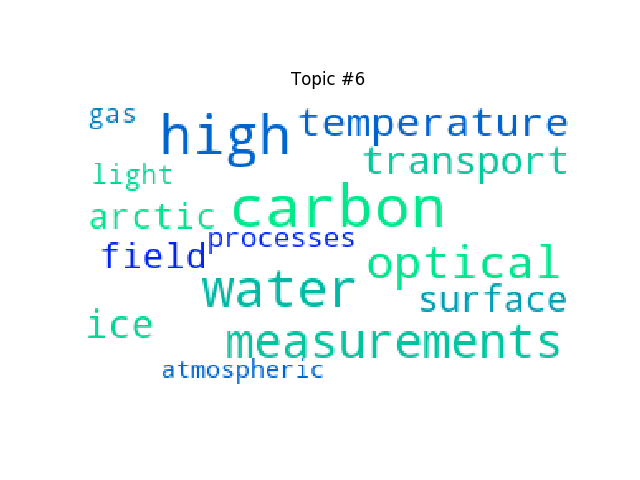 Topic #6
gas
high
temperature
transport
light
carbon
arctic
processes
field
optical
water
surface
ice
measurements
atmospheric